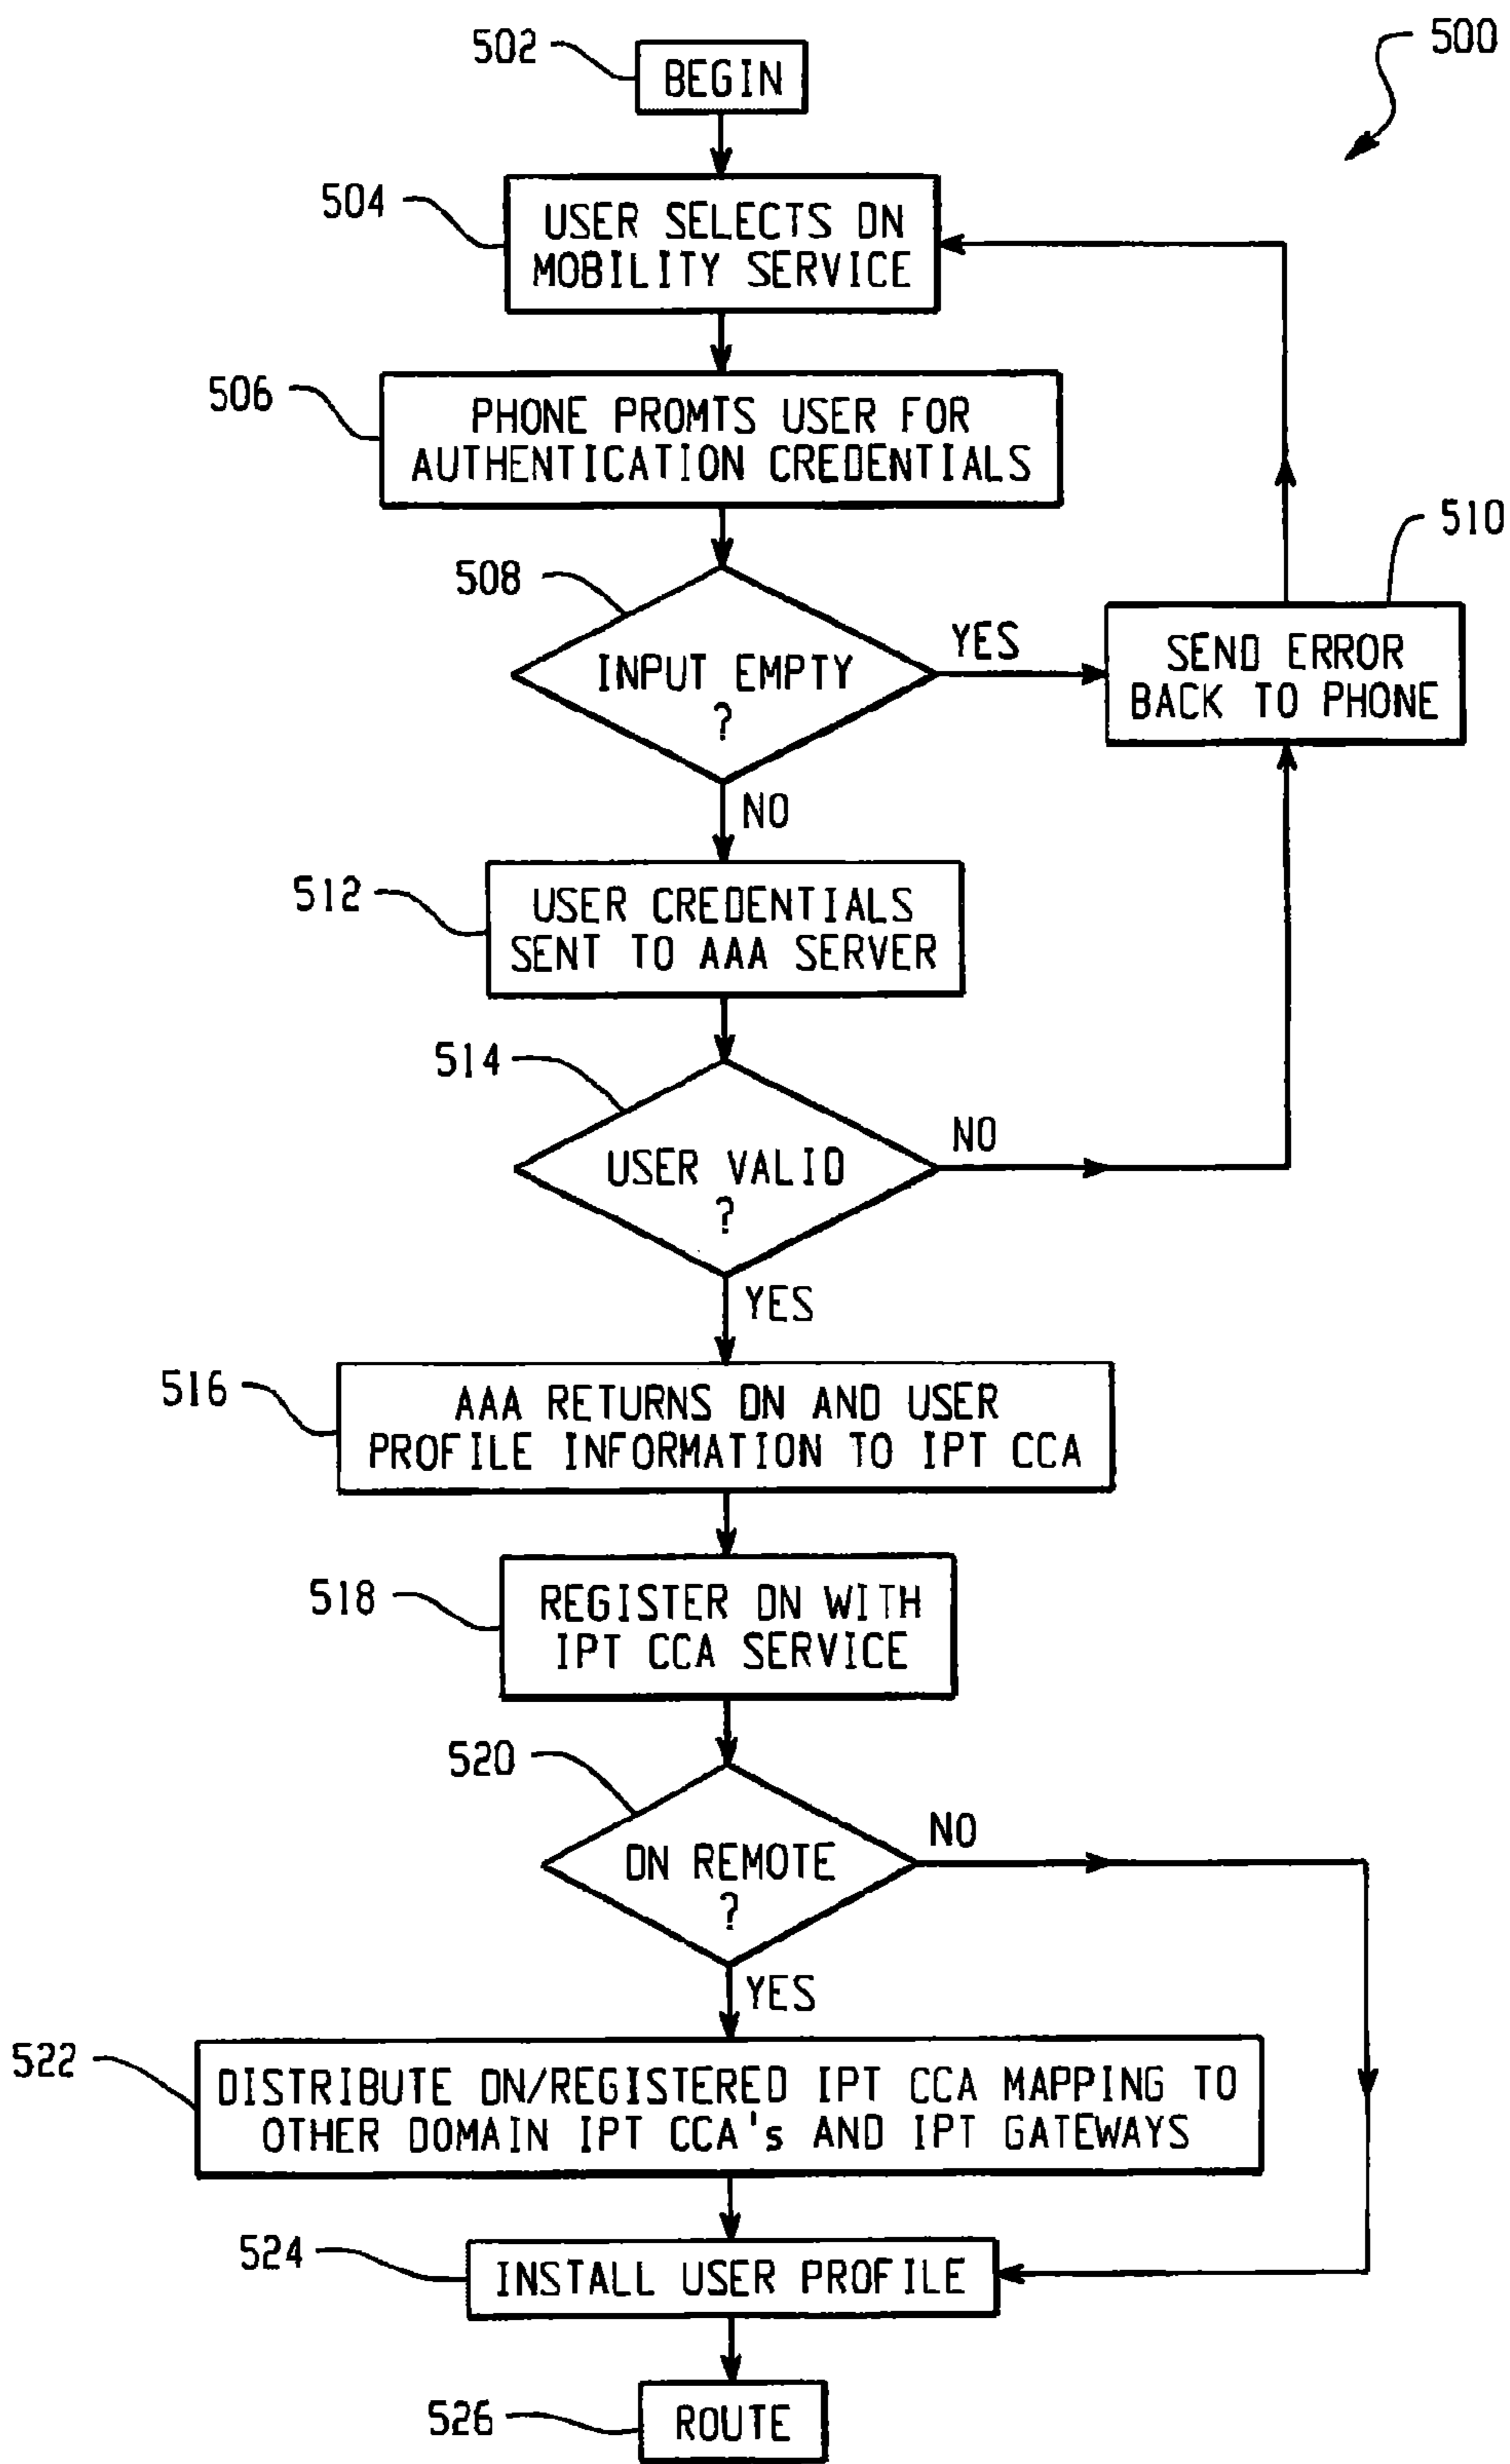 500
502
BEGIN
504
USER SELECTS DN
MOBILITY SERVICE
506
PHONE PROMTS USER FOR
AUTHENTICATION CREDENTIALS
508
INPUT EMPTY
?
YES
510
SEND ERROR
BACK TO PHONE
NO
512
USER CREDENTIALS
SENT TO AAA SERVER
514
USER VALID
?
NO
YES
516
AAA RETURNS DN AND USER
PROFILE INFORMATION TO IPT CCA
518
REGISTER DN WITH
IPT CCA SERVICE
520
DN REMOTE
?
NO
YES
522
DISTRIBUTE DN/REGISTERED IPT CCA MAPPING TO
OTHER DOMAIN IPT CCA's AND IPT GATEWAYS
524
INSTALL USER PROFILE
526
ROUTE